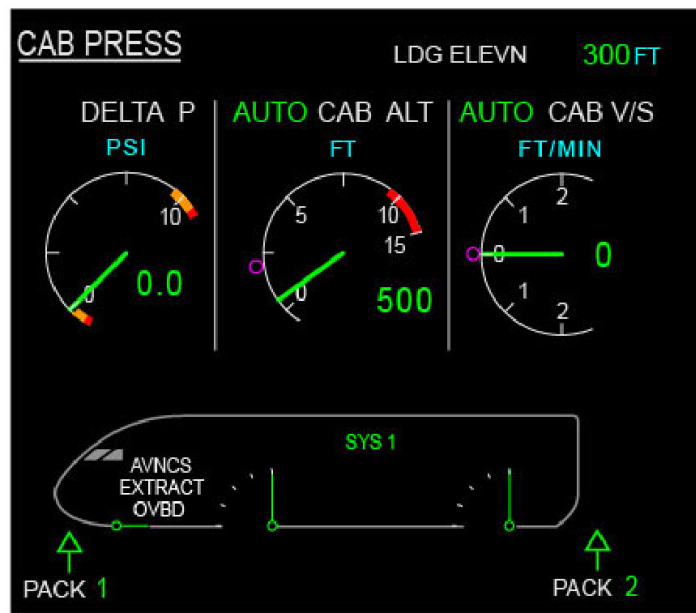 CAB PRESS
LDG ELEVN 300 FT
DELTA P
PSI
10
0
0.0
AUTO CAB ALT
FT
5
10
15
0
500
AUTO CAB V/S
FT/MIN
2
1
0
0
1
2
SYS 1
AVNCS
EXTRACT
OVBD
PACK 1
PACK 2